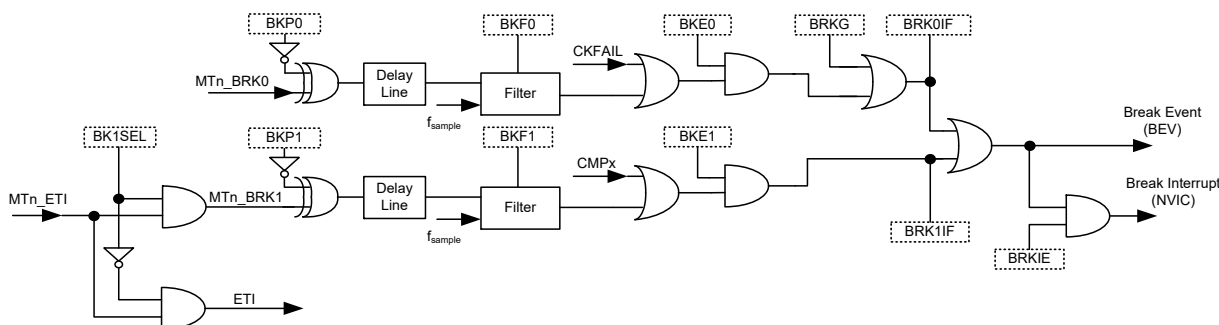 BKP0
BKF0
BKE0
BRKG
BRK0IF
CKFAIL
MTn_BRK0
Delay
Line
Filter
fsample
Break Event
(BEV)
BK1SEL
BKP1
BKF1
BKE1
CMPx
MTn_ETI
MTn_BRK1
Delay
Line
Filter
fsample
Break Interrupt
(NVIC)
BRK1IF
BRKIE
ETI